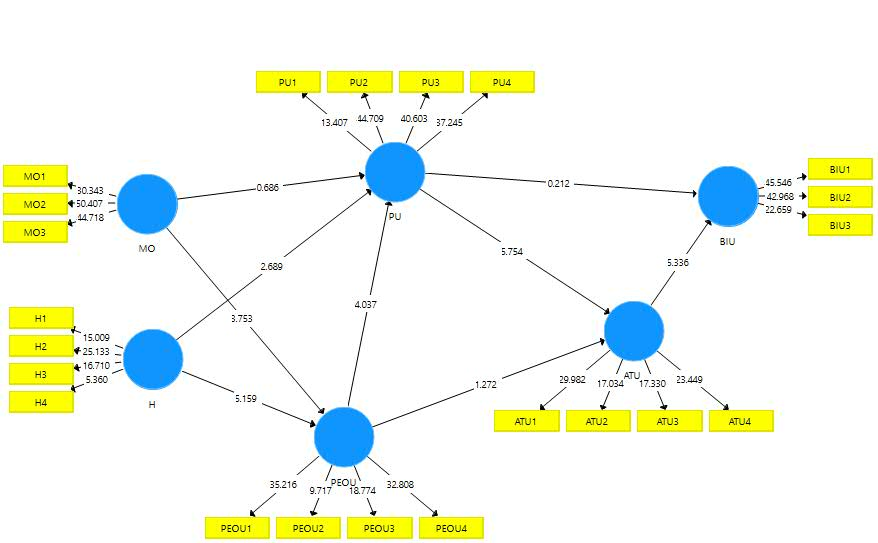 PU1
PU2
PU3
PU4
13.407
44.709
40.603
37.245
MO1
MO2
MO3
30.343
50.407
44.718
MO
0.686
PU
0.212
BIU1
BIU2
BIU3
45.546
42.968
22.659
BIU
2.689
5.754
5.336
4.037
3.753
H1
H2
H3
H4
15.009
25.133
16.710
5.360
H
5.159
1.272
ATU
29.982
17.034
17.330
23.449
ATU1
ATU2
ATU3
ATU4
PEOU
35.216
9.717
18.774
32.808
PEOU1
PEOU2
PEOU3
PEOU4